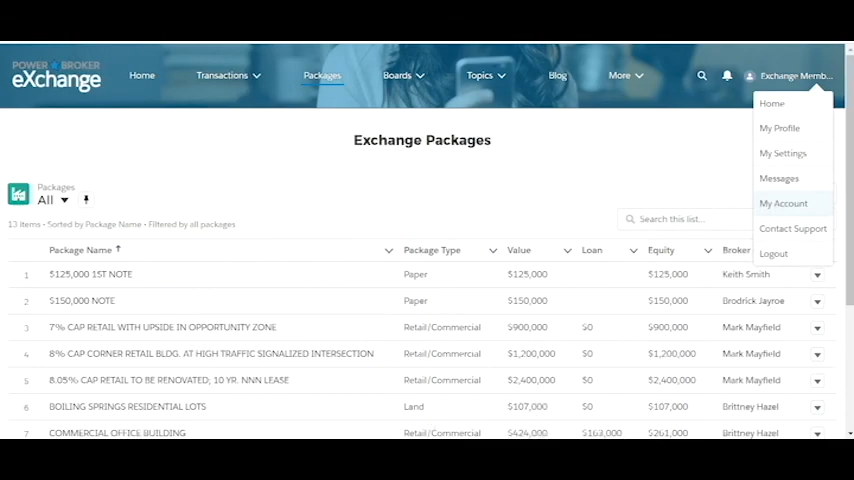 POWER BROKER
eXchange
Home
Transactions
Packages
Boards
Topics
Blog
More
Exchange Memb...
Home
My Profile
My Settings
Messages
My Account
Contact Support
Logout
Exchange Packages
Packages
All
13 items • Sorted by Package Name • Filtered by all packages
Search this list...
Package Name Package Type Value Loan Equity Broker
1 $125,000 1ST NOTE Paper $125,000 $125,000 Keith Smith
2 $150,000 NOTE Paper $150,000 $150,000 Brodrick Jayroe
3 7% CAP RETAIL WITH UPSIDE IN OPPORTUNITY ZONE Retail/Commercial $900,000 $0 $900,000 Mark Mayfield
4 8% CAP CORNER RETAIL BLDG. AT HIGH TRAFFIC SIGNALIZED INTERSECTION Retail/Commercial $1,200,000 $0 $1,200,000 Mark Mayfield
5 8.05% CAP RETAIL TO BE RENOVATED; 10 YR. NNN LEASE Retail/Commercial $2,400,000 $0 $2,400,000 Mark Mayfield
6 BOILING SPRINGS RESIDENTIAL LOTS Land $107,000 $0 $107,000 Brittney Hazel
7 COMMERCIAL OFFICE BUILDING Retail/Commercial $424,000 $163,000 $261,000 Brittney Hazel